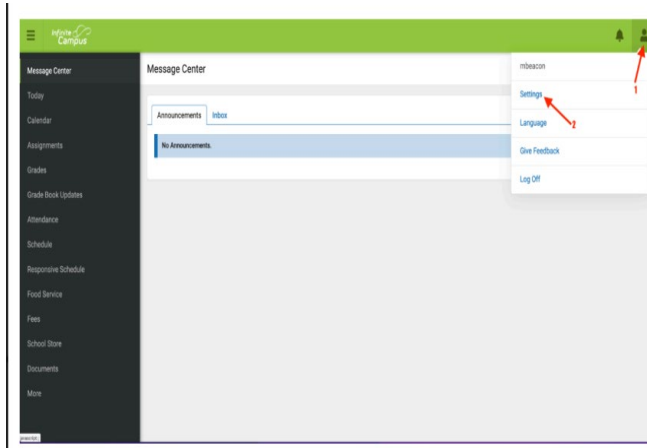 Infinite Campus
Message Center
Today
Calendar
Assignments
Grades
Grade Book Updates
Attendance
Schedule
Responsive Schedule
Food Service
Fees
School Store
Documents
More
Message Center
Announcements Inbox
No Announcements.
mbeacon
1
Settings
2
Language
Give Feedback
Log Off